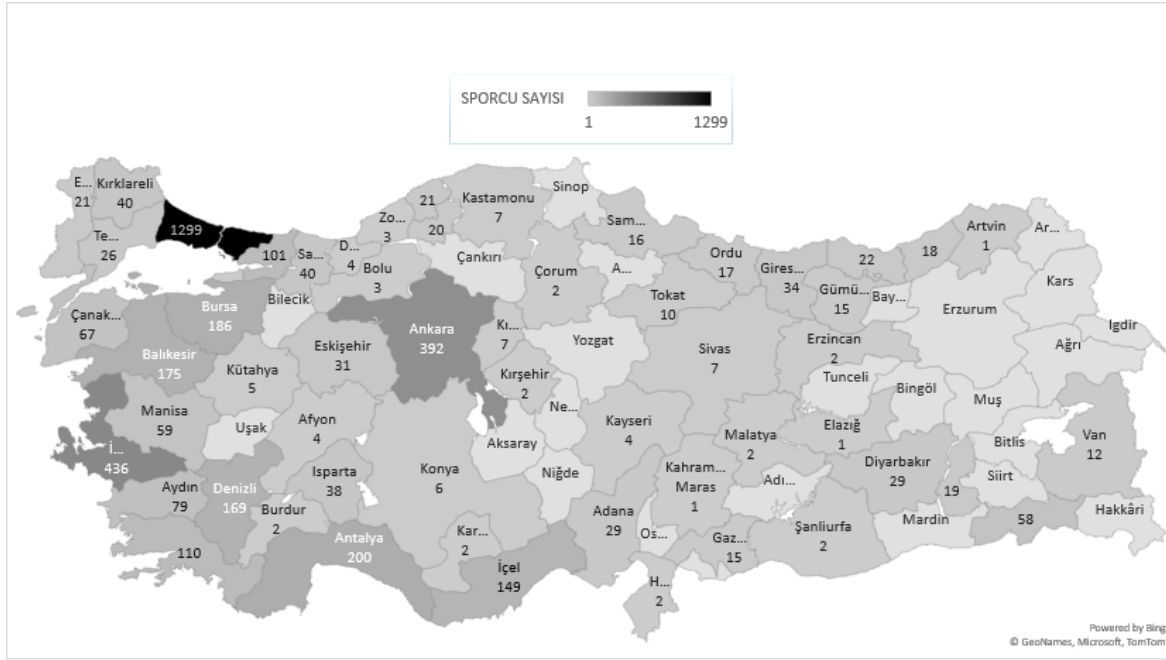 SPORCU SAYISI
1
1299
Sinop
E...
21
Kırklareli
40
Te...
26
1299
101
Sa...
40
D...
4
Zo...
3
21
20
Kastamonu
7
Bolu
3
Çankırı
Sam...
16
A...
Çorum
2
Ordu
17
Gires...
34
22
18
Artvin
1
Ar...
Kars
Gümü...
15
Bay...
Erzurum
Igdir
Ağrı
Tokat
10
Çanak...
67
Bursa
186
Bilecik
Ankara
392
Kı...
7
Yozgat
Sivas
7
Erzincan
2
Tunceli
Bingöl
Muş
Balıkesir
175
Kütahya
5
Eskişehir
31
Kırşehir
2
Ne...
Kayseri
4
Malatya
2
Elazığ
1
Bitlis
Van
12
Manisa
59
Uşak
Afyon
4
Aksaray
İ...
436
Konya
6
Niğde
Kahram...
Maras
1
Adı...
Diyarbakır
29
19
Siirt
Aydın
79
Denizli
169
Isparta
38
Burdur
2
Adana
29
Os...
Gaz...
15
Şanliurfa
2
Mardin
58
Hakkâri
110
Antalya
200
Kar...
2
İçel
149
H...
2
Powered by Bing
© GeoNames, Microsoft, TomTom